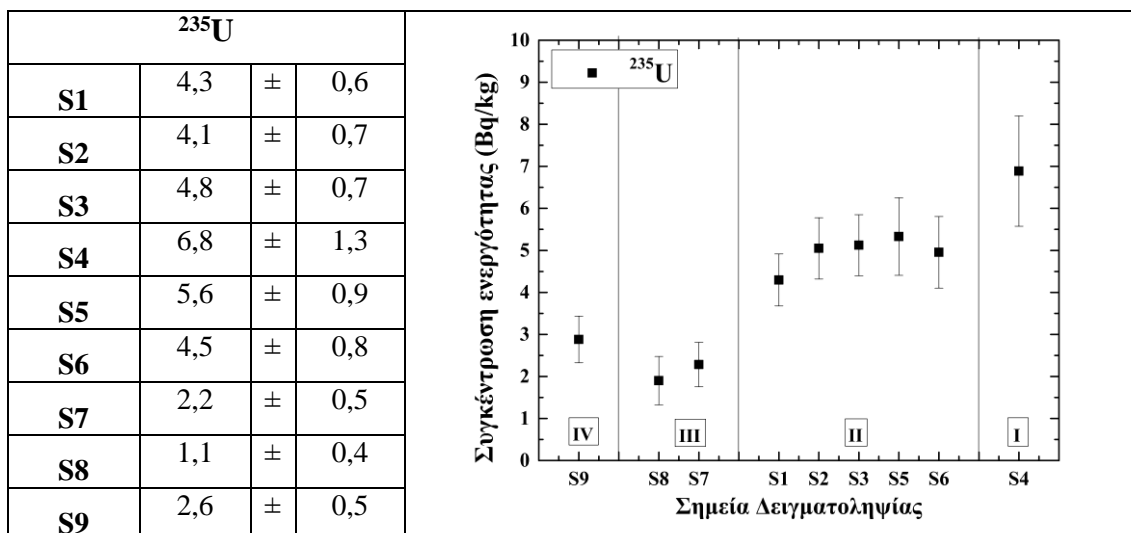 ²³⁵U
S1 4,3 ± 0,6
S2 4,1 ± 0,7
S3 4,8 ± 0,7
S4 6,8 ± 1,3
S5 5,6 ± 0,9
S6 4,5 ± 0,8
S7 2,2 ± 0,5
S8 1,1 ± 0,4
S9 2,6 ± 0,5
Συγκέντρωση ενεργότητας (Bq/kg)
10
9
8
7
6
5
4
3
2
1
0
²³⁵U
IV III II I
S9 S8 S7 S1 S2 S3 S5 S6 S4
Σημεία Δειγματοληψίας